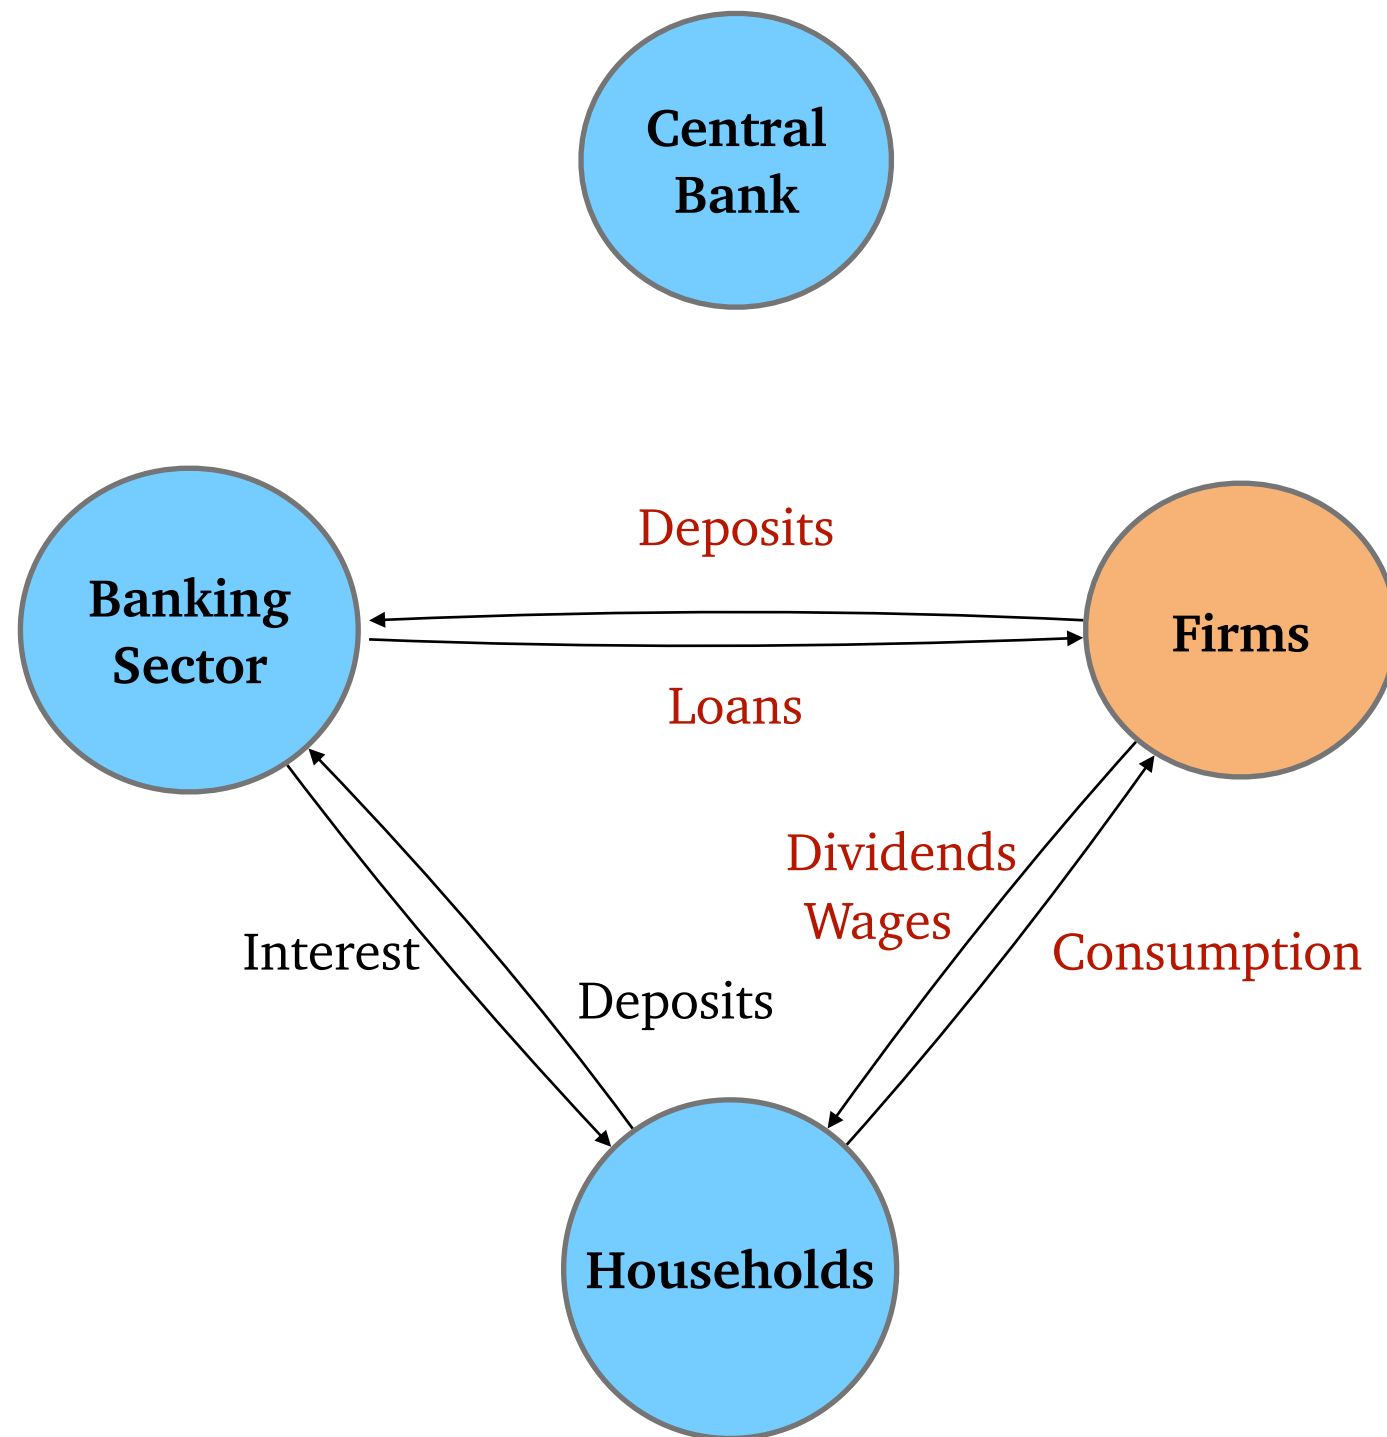 Central
Bank
Deposits
Banking
Sector
Firms
Loans
Dividends
Wages
Interest
Consumption
Deposits
Households